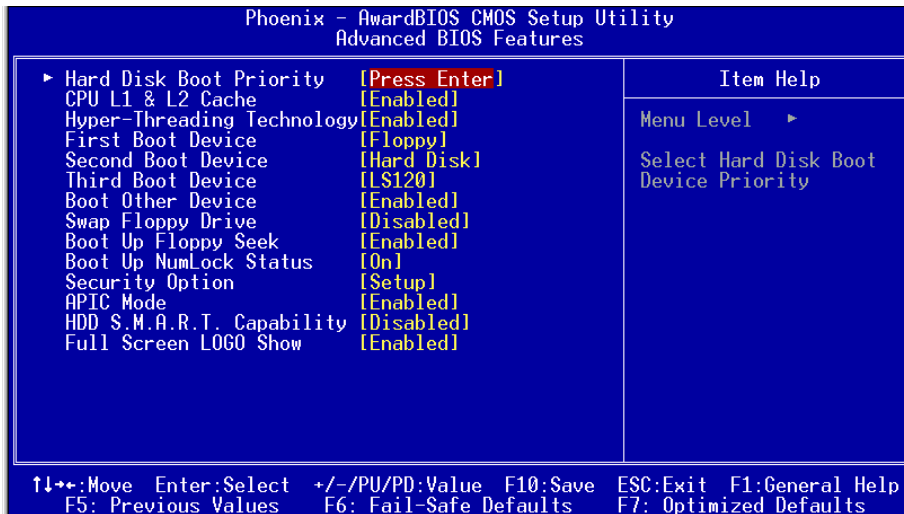 Phoenix - AwardBIOS CMOS Setup Utility
Advanced BIOS Features
► Hard Disk Boot Priority [Press Enter]
CPU L1 & L2 Cache [Enabled]
Hyper-Threading Technology[Enabled]
First Boot Device [Floppy]
Second Boot Device [Hard Disk]
Third Boot Device [LS120]
Boot Other Device [Enabled]
Swap Floppy Drive [Disabled]
Boot Up Floppy Seek [Enabled]
Boot Up NumLock Status [On]
Security Option [Setup]
APIC Mode [Enabled]
HDD S.M.A.R.T. Capability [Disabled]
Full Screen LOGO Show [Enabled]
Item Help
Menu Level ►
Select Hard Disk Boot
Device Priority
↑↓→←:Move Enter:Select +/-/PU/PD:Value F10:Save ESC:Exit F1:General Help
F5: Previous Values F6: Fail-Safe Defaults F7: Optimized Defaults